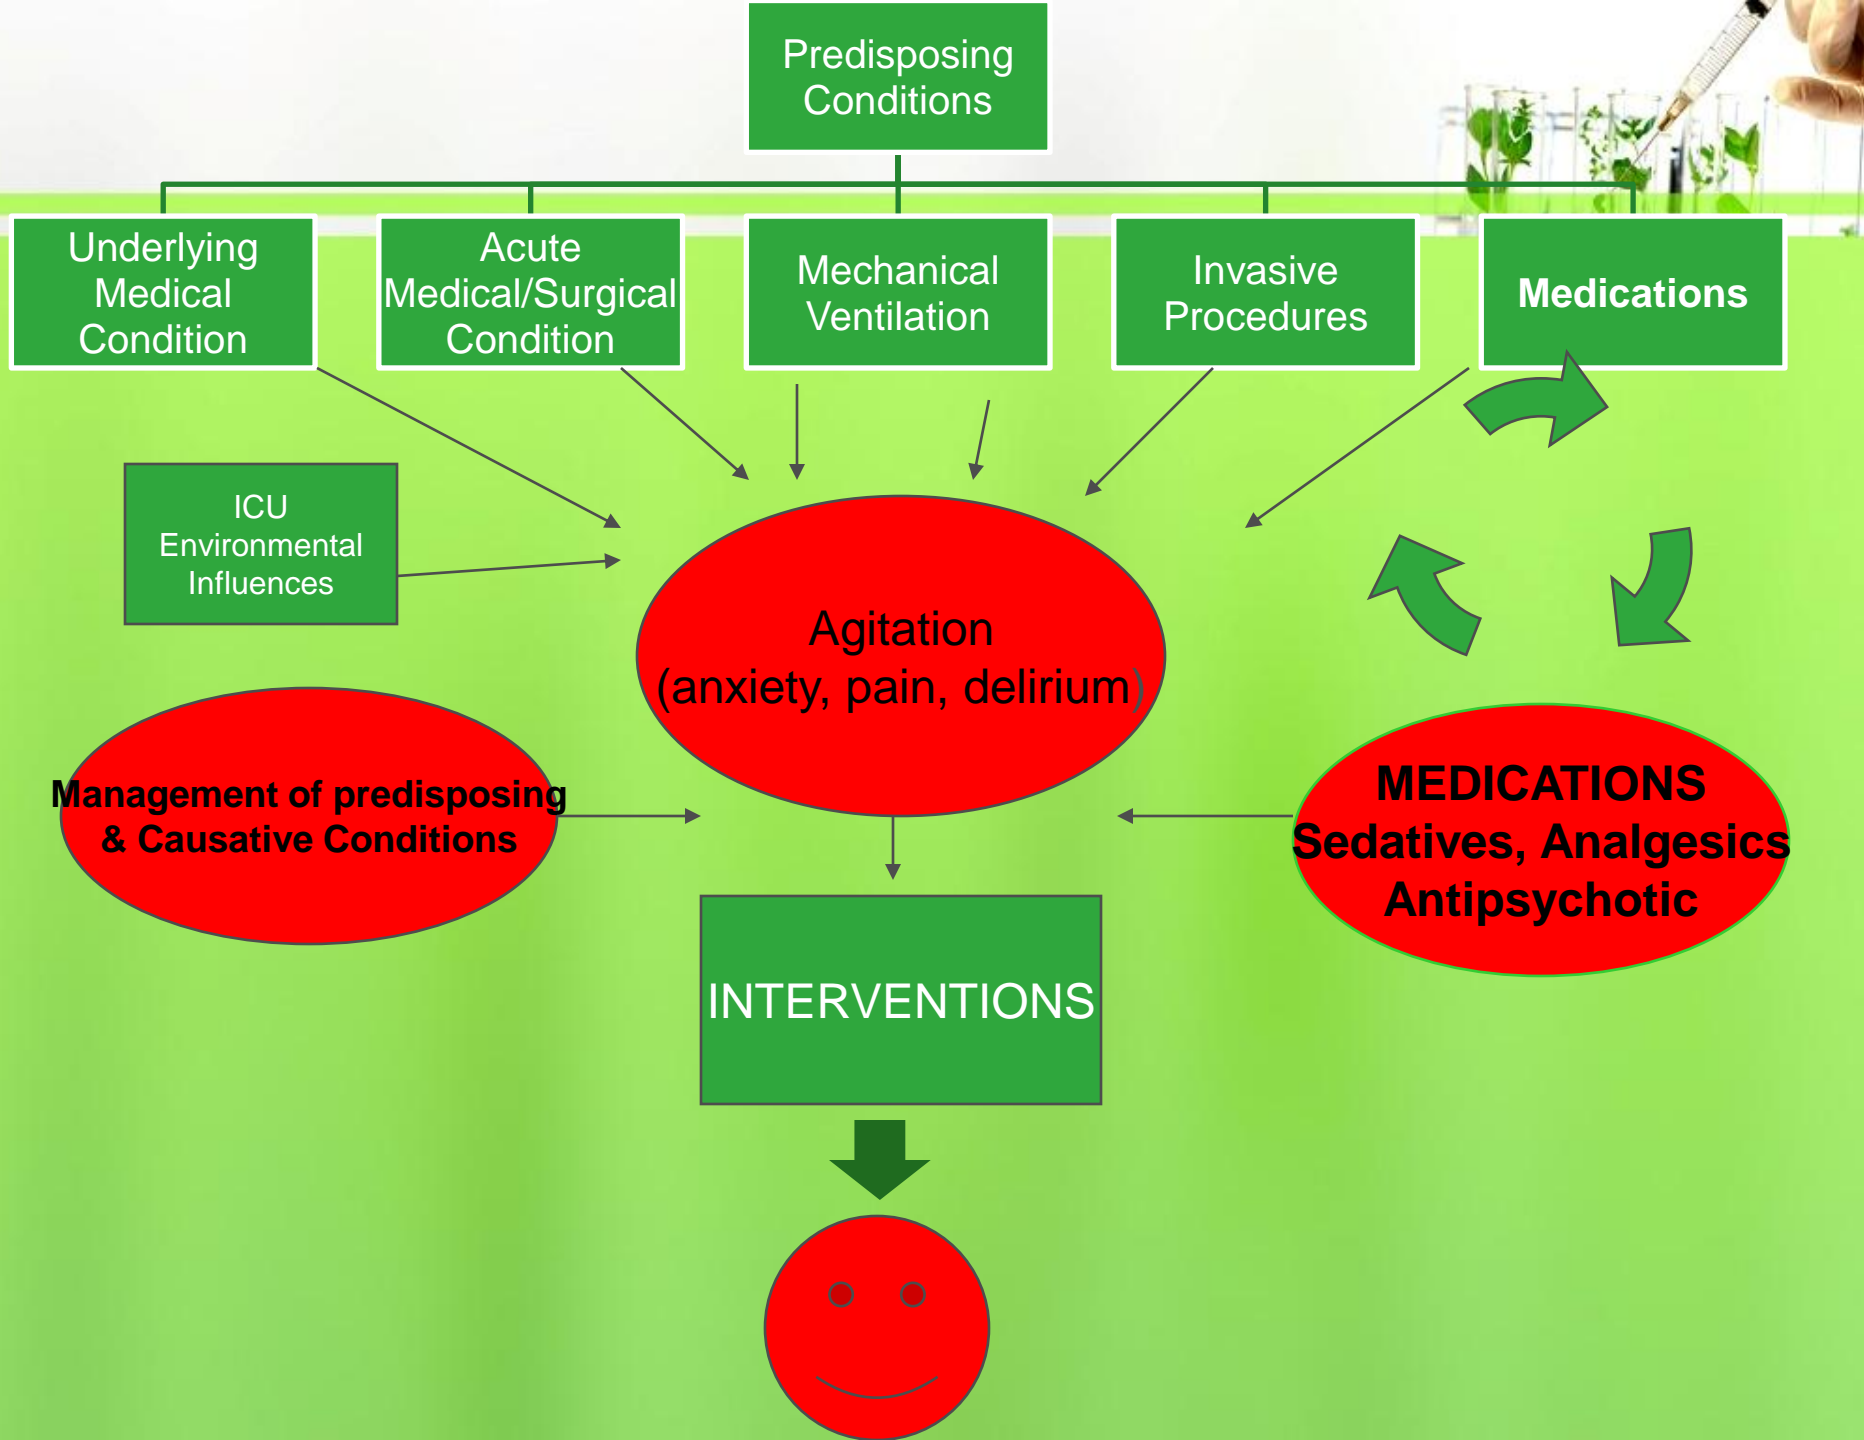 Predisposing
Conditions
Underlying
Medical
Condition
Acute
Medical/Surgical
Condition
Mechanical
Ventilation
Invasive
Procedures
Medications
ICU
Environmental
Influences
Agitation
(anxiety, pain, delirium)
Management of predisposing
& Causative Conditions
MEDICATIONS
Sedatives, Analgesics
Antipsychotic
INTERVENTIONS